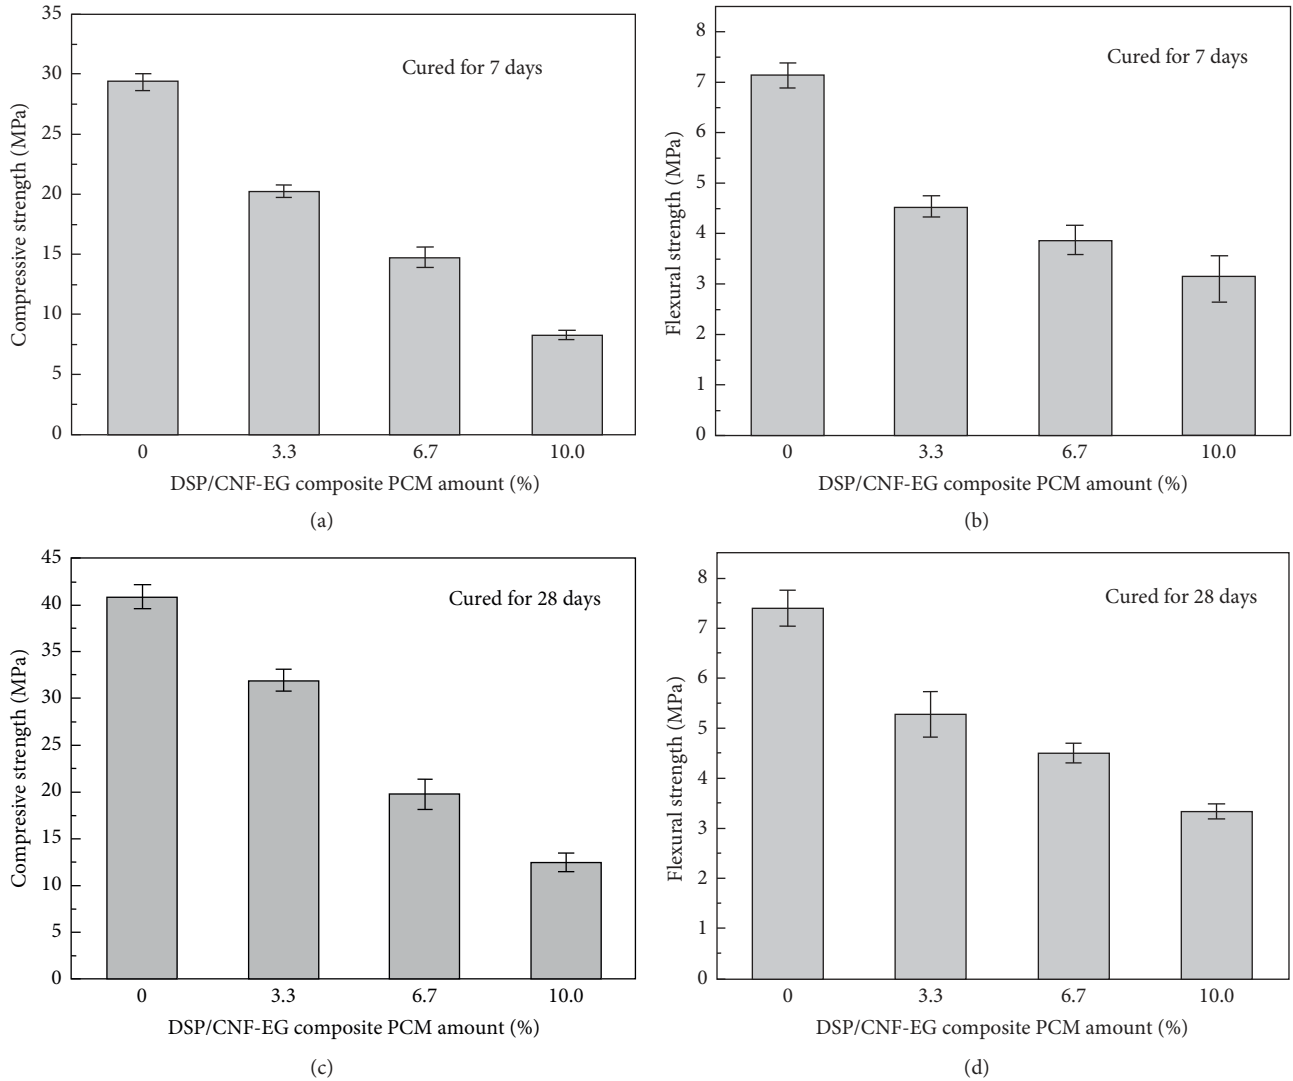 35
30
25
20
15
10
5
0
Compressive strength (MPa)
Cured for 7 days
0 3.3 6.7 10.0
DSP/CNF-EG composite PCM amount (%)
(a)
8
7
6
5
4
3
2
1
0
Flexural strength (MPa)
Cured for 7 days
0 3.3 6.7 10.0
DSP/CNF-EG composite PCM amount (%)
(b)
45
40
35
30
25
20
15
10
5
0
Compresive strength (MPa)
Cured for 28 days
0 3.3 6.7 10.0
DSP/CNF-EG composite PCM amount (%)
(c)
8
7
6
5
4
3
2
1
0
Flexural strength (MPa)
Cured for 28 days
0 3.3 6.7 10.0
DSP/CNF-EG composite PCM amount (%)
(d)